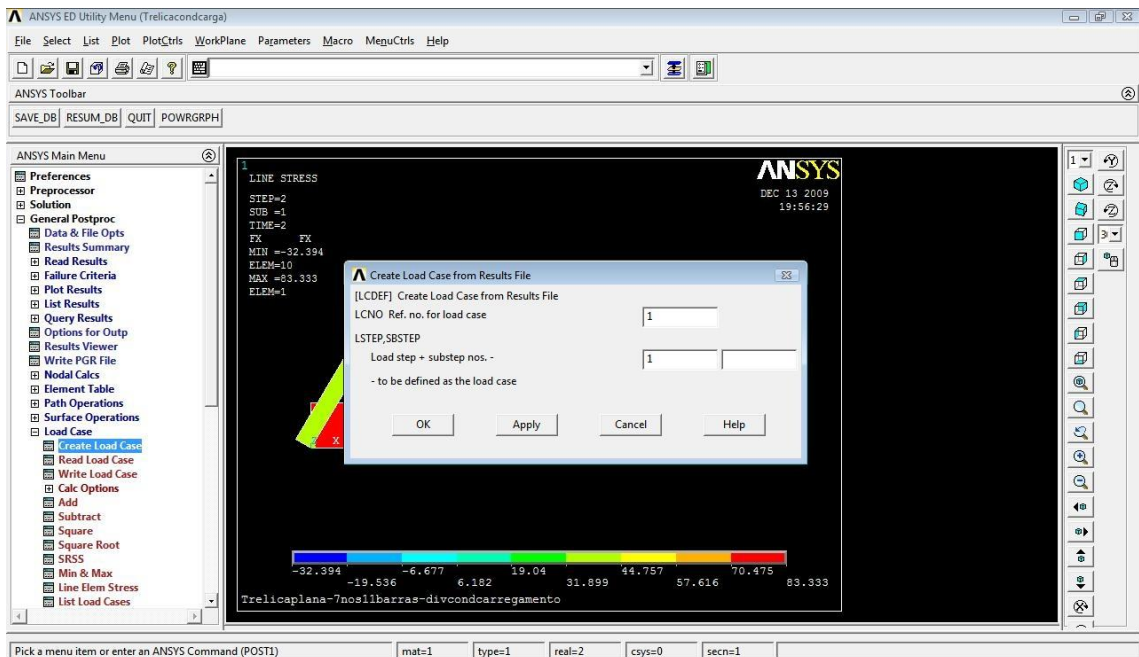 ANSYS ED Utility Menu (Trelicacondcarga)
File Select List Plot PlotCtrls WorkPlane Parameters Macro MenuCtrls Help
ANSYS Toolbar
SAVE_DB RESUM_DB QUIT POWRGRPH
ANSYS Main Menu
Preferences
Preprocessor
Solution
General Postproc
Data & File Opts
Results Summary
Read Results
Failure Criteria
Plot Results
List Results
Query Results
Options for Outp
Results Viewer
Write PGR File
Nodal Calcs
Element Table
Path Operations
Surface Operations
Load Case
Create Load Case
Read Load Case
Write Load Case
Calc Options
Add
Subtract
Square
Square Root
SRSS
Min & Max
Line Elem Stress
List Load Cases
1
LINE STRESS
STEP=2
SUB =1
TIME=2
FX FX
MIN =-32.394
ELEM=10
MAX =83.333
ELEM=1
ANSYS
DEC 13 2009
19:56:29
Create Load Case from Results File
[LCDEF] Create Load Case from Results File
LCNO Ref. no. for load case 1
LSTEP,SBSTEP
Load step + substep nos. - 1
- to be defined as the load case
OK Apply Cancel Help
Z X
-32.394 -6.677 19.04 44.757 70.475
-19.536 6.182 31.899 57.616 83.333
Trelicaplana-7nos11barras-divcondcarregamento
1
Pick a menu item or enter an ANSYS Command (POST1) mat=1 type=1 real=2 csys=0 secn=1